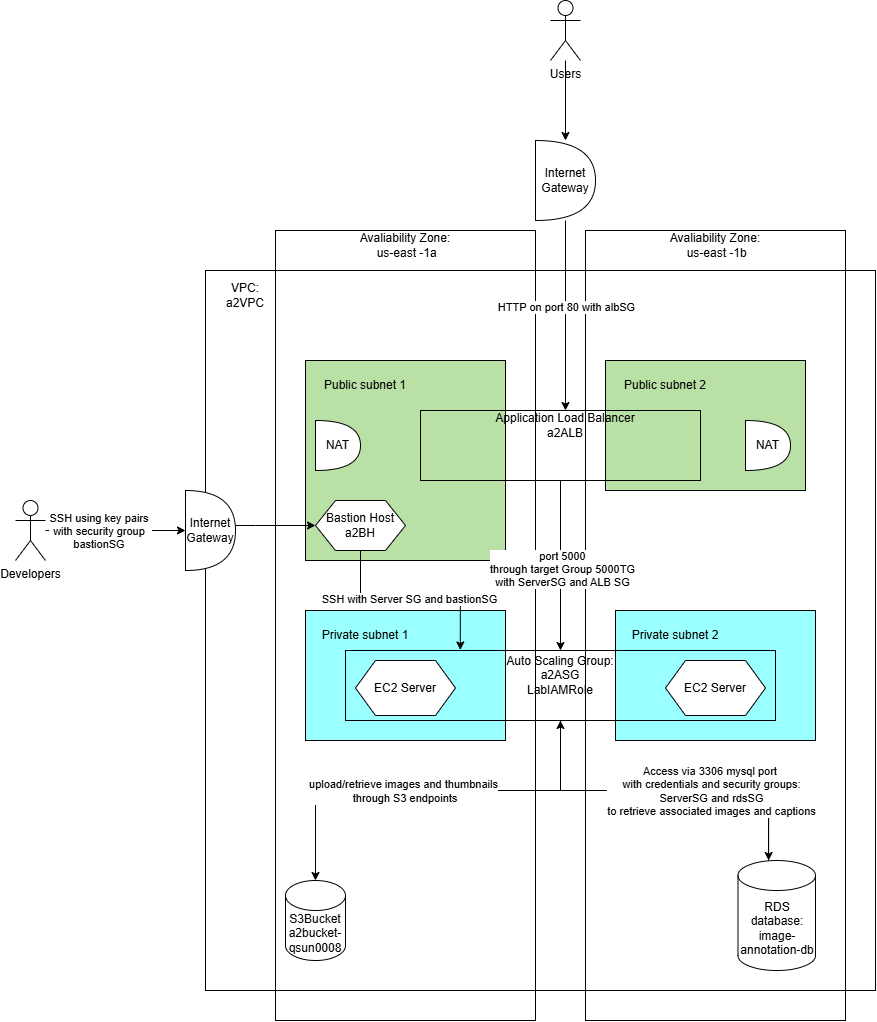 Users
Internet
Gateway
Avaliability Zone:
us-east -1a
Avaliability Zone:
us-east -1b
VPC:
a2VPC
HTTP on port 80 with albSG
Public subnet 1
Public subnet 2
Application Load Balancer
a2ALB
NAT
NAT
Developers
SSH using key pairs
with security group
bastionSG
Internet
Gateway
Bastion Host
a2BH
port 5000
through target Group 5000TG
with ServerSG and ALB SG
SSH with Server SG and bastionSG
Private subnet 1
Private subnet 2
Auto Scaling Group:
a2ASG
LabIAMRole
EC2 Server
EC2 Server
upload/retrieve images and thumbnails
through S3 endpoints
Access via 3306 mysql port
with credentials and security groups:
ServerSG and rdsSG
to retrieve associated images and captions
S3Bucket
a2bucket-
qsun0008
RDS
database:
image-
annotation-db